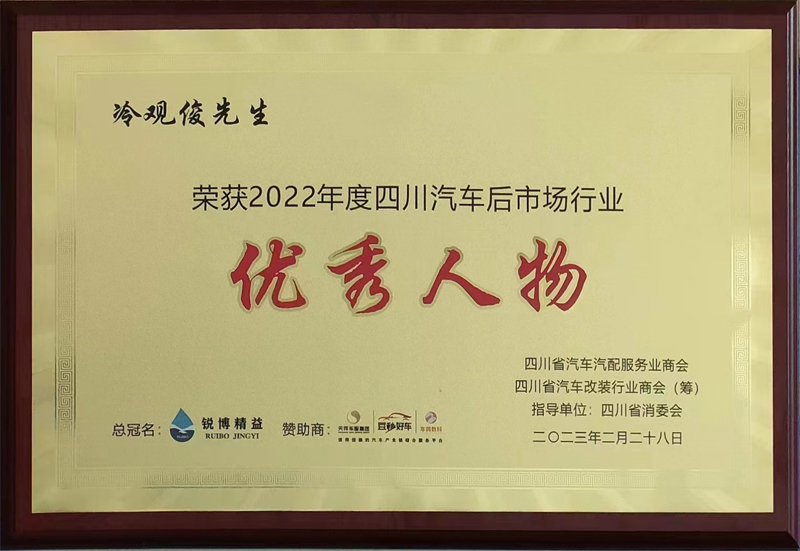 冷观俊先生
荣获2022年度四川汽车后市场行业
优秀人物
四川省汽车汽配服务业商会
四川省汽车改装行业商会（筹）
指导单位：四川省消委会
二〇二三年二月二十八日
总冠名：
锐博精益
RUIBO JINGYI
赞助商：
百秒好车